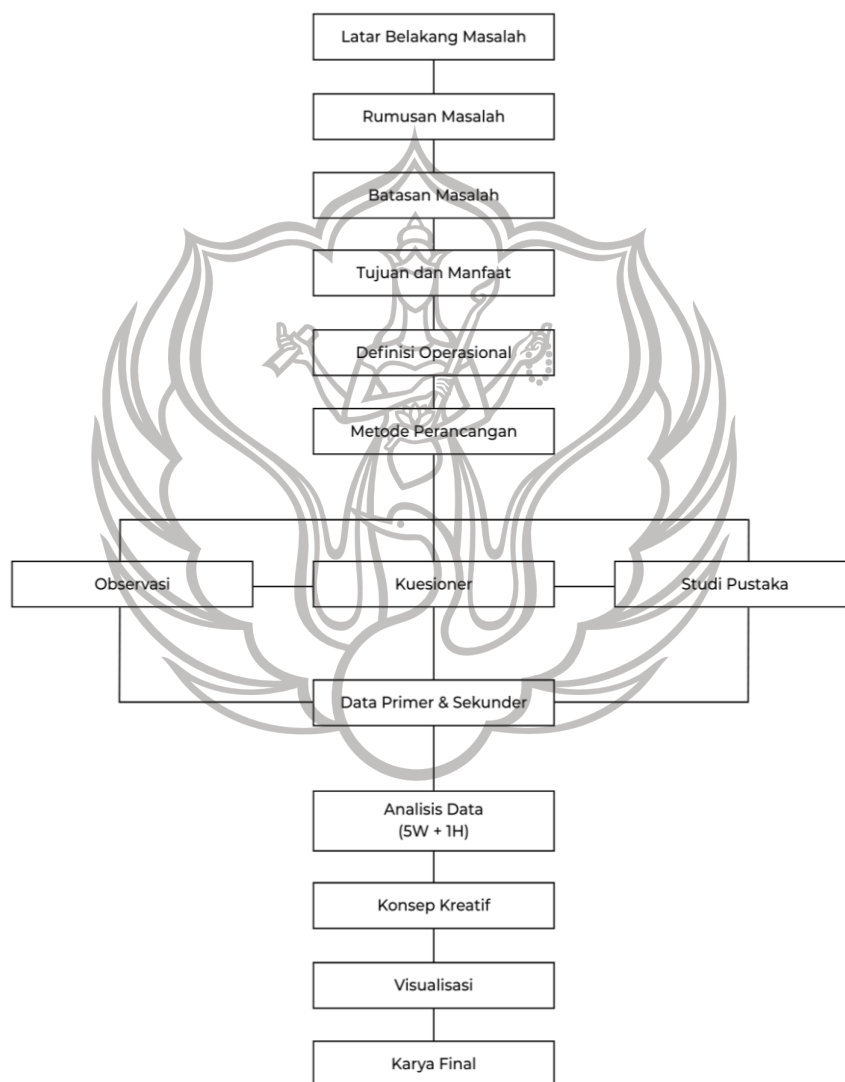 Latar Belakang Masalah
Rumusan Masalah
Batasan Masalah
Tujuan dan Manfaat
Definisi Operasional
Metode Perancangan
Observasi
Kuesioner
Studi Pustaka
Data Primer & Sekunder
Analisis Data
(5W + 1H)
Konsep Kreatif
Visualisasi
Karya Final